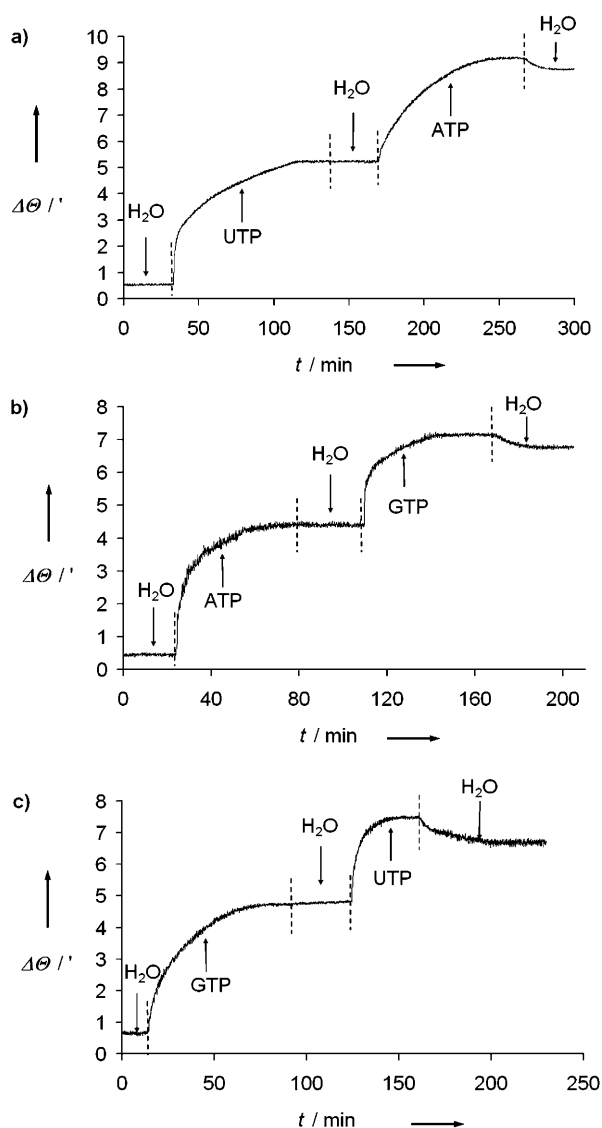 a)
10
9
8
7
6
5
4
3
2
1
0
ΔΘ / '
H₂O
UTP
H₂O
ATP
H₂O
0 50 100 150 200 250 300
t / min
b)
8
7
6
5
4
3
2
1
0
ΔΘ / '
H₂O
ATP
H₂O
GTP
H₂O
0 40 80 120 160 200
t / min
c)
8
7
6
5
4
3
2
1
0
ΔΘ / '
H₂O
GTP
H₂O
UTP
H₂O
0 50 100 150 200 250
t / min